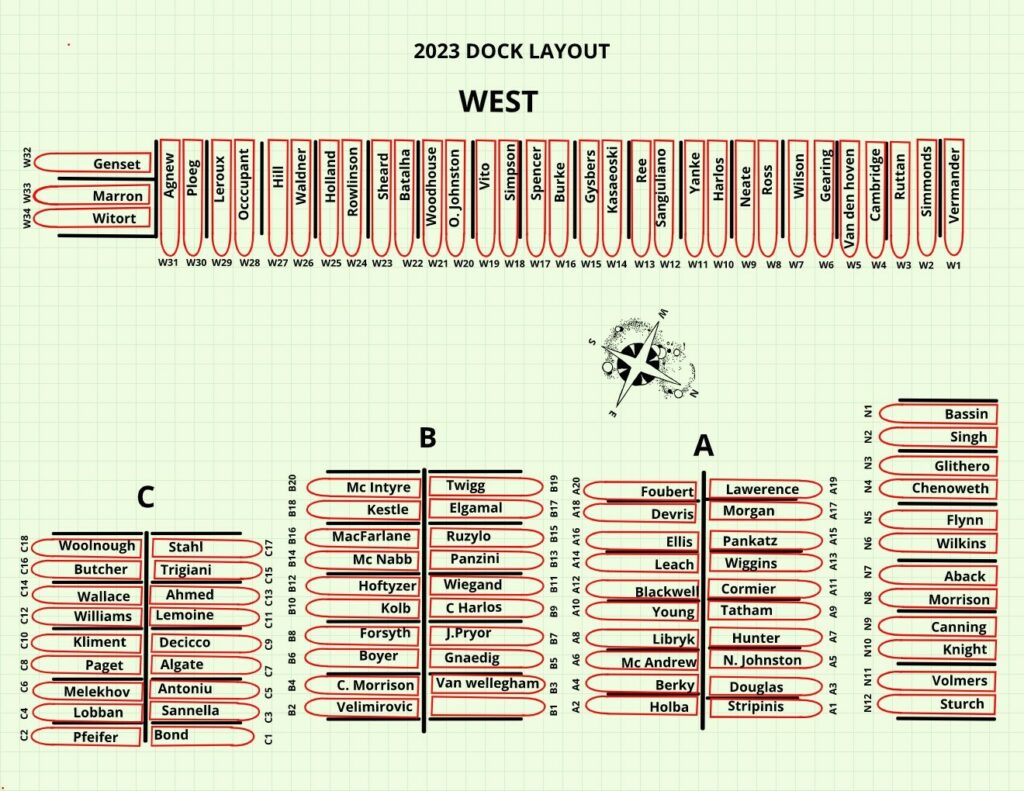 2023 DOCK LAYOUT
WEST
W32 Genset
W33 Marron
W34 Witort
Agnew Ploeg Leroux Occupant Hill Waldner Holland Rowlinson Sheard Batalha Woodhouse O. Johnston Vito Simpson Spencer Burke Gysbers Kasaeoski Ree Sangiuliano Yanke Harlos Neate Ross Wilson Gearing Van den hoven Cambridge Ruttan Simmonds Vermander
W31 W30 W29 W28 W27 W26 W25 W24 W23 W22 W21 W20 W19 W18 W17 W16 W15 W14 W13 W12 W11 W10 W9 W8 W7 W6 W5 W4 W3 W2 W1
W
S
N
E
C
C18 Woolnough Stahl C17
C16 Butcher Trigiani C15
C14 Wallace Ahmed C13
C12 Williams Lemoine C11
C10 Kliment Decicco C9
C8 Paget Algate C7
C6 Melekhov Antoniu C5
C4 Lobban Sannella C3
C2 Pfeifer Bond C1
B
B20 Mc Intyre Twigg B19
B18 Kestle Elgamal B17
B16 MacFarlane Ruzylo B15
B14 Mc Nabb Panzini B13
B12 Hoftyzer Wiegand B11
B10 Kolb C Harlos B9
B8 Forsyth J.Pryor B7
B6 Boyer Gnaedig B5
B4 C. Morrison Van wellegham B3
B2 Velimirovic B1
A
A20 Foubert Lawerence A19
A18 Devris Morgan A17
A16 Ellis Pankatz A15
A14 Leach Wiggins A13
A12 Blackwell Cormier A11
A10 Young Tatham A9
A8 Libryk Hunter A7
A6 Mc Andrew N. Johnston A5
A4 Berky Douglas A3
A2 Holba Stripinis A1
N1 Bassin
N2 Singh
N3 Glithero
N4 Chenoweth
N5 Flynn
N6 Wilkins
N7 Aback
N8 Morrison
N9 Canning
N10 Knight
N11 Volmers
N12 Sturch